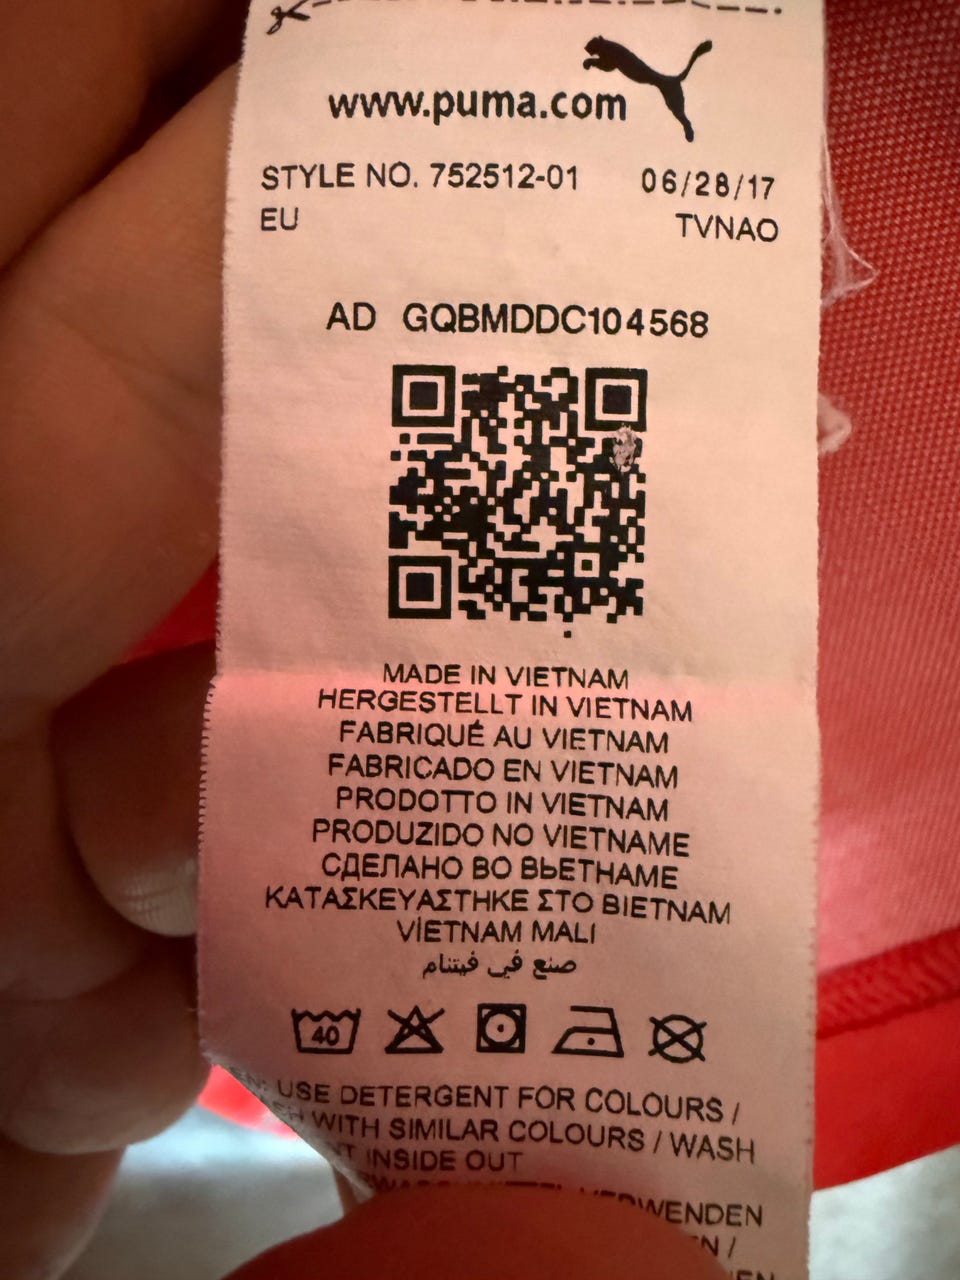 www.puma.com
STYLE NO. 752512-01 06/28/17
EU TVNAO
AD GQBMDDC104568
MADE IN VIETNAM
HERGESTELLT IN VIETNAM
FABRIQUÉ AU VIETNAM
FABRICADO EN VIETNAM
PRODOTTO IN VIETNAM
PRODUZIDO NO VIETNAME
СДЕЛАНО ВО ВЬЕТНАМЕ
ΚΑΤΑΣΚΕΥΑΣΤΗΚΕ ΣΤΟ ΒΙΕΤΝΑΜ
VİETNAM MALI
صنع في فيتنام
40
EN: USE DETERGENT FOR COLOURS /
WITH SIMILAR COLOURS / WASH
INSIDE OUT
VERWENDEN